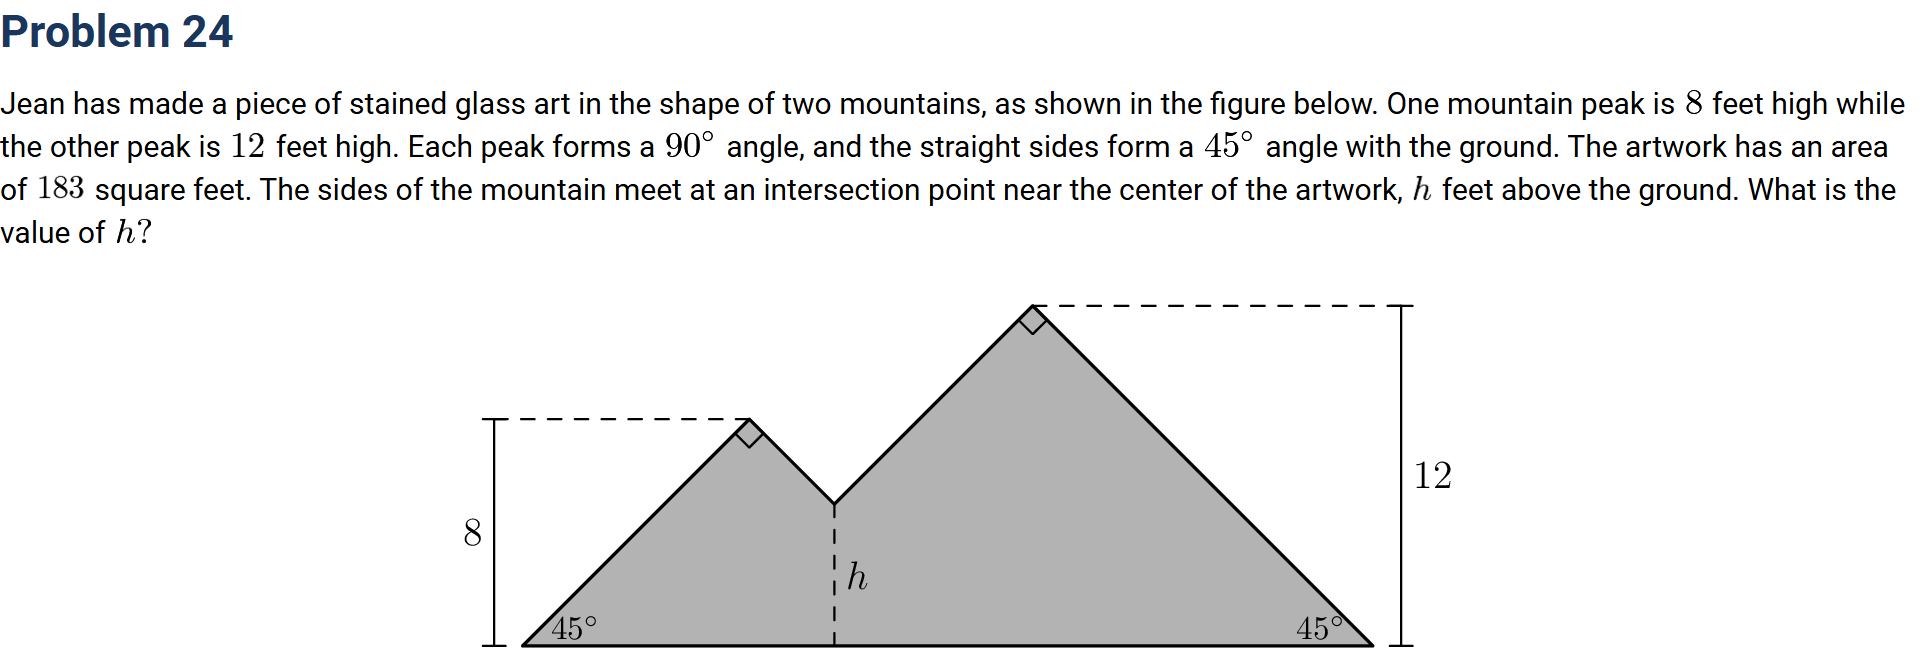 Problem 24
Jean has made a piece of stained glass art in the shape of two mountains, as shown in the figure below. One mountain peak is 8 feet high while
the other peak is 12 feet high. Each peak forms a 90° angle, and the straight sides form a 45° angle with the ground. The artwork has an area
of 183 square feet. The sides of the mountain meet at an intersection point near the center of the artwork, h feet above the ground. What is the
value of h?
12
8
h
45°
45°